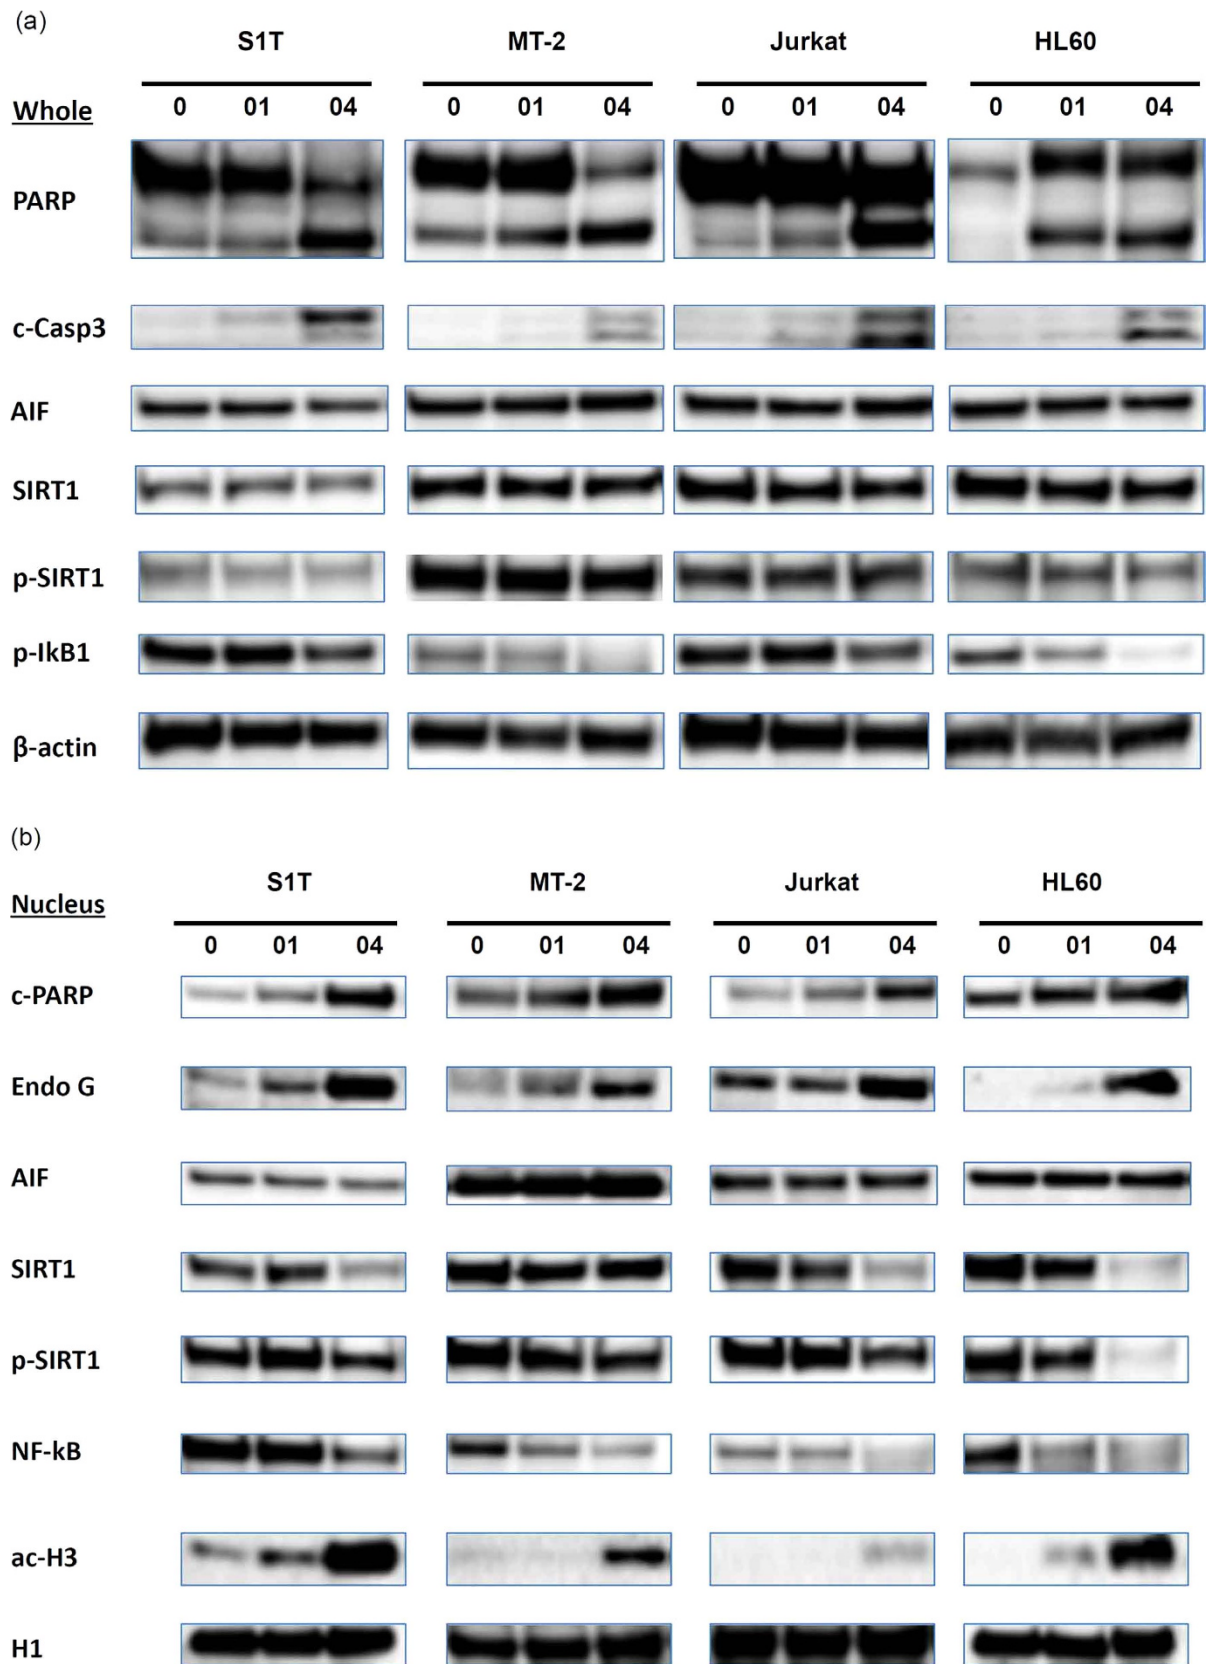 (a)
S1T MT-2 Jurkat HL60
Whole 0 01 04 0 01 04 0 01 04 0 01 04
PARP
c-Casp3
AIF
SIRT1
p-SIRT1
p-IkB1
β-actin
(b)
S1T MT-2 Jurkat HL60
Nucleus
0 01 04 0 01 04 0 01 04 0 01 04
c-PARP
Endo G
AIF
SIRT1
p-SIRT1
NF-kB
ac-H3
H1